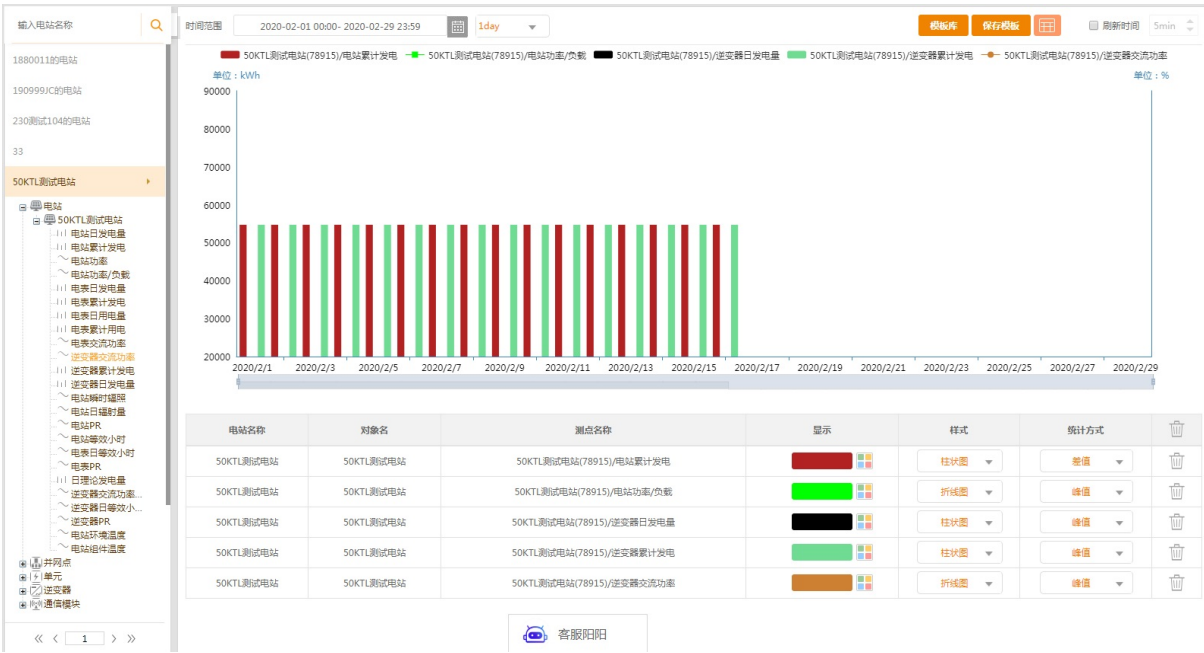 输入电站名称
1880011的电站
190999JC的电站
230测试104的电站
33
50KTL测试电站
电站
50KTL测试电站
电站日发电量
电站累计发电
电站功率
电站功率/负载
电表日发电量
电表累计发电
电表日用电量
电表累计用电
电表交流功率
逆变器交流功率
逆变器累计发电
逆变器日发电量
电站瞬时辐照
电站日辐射量
电站PR
电站等效小时
电表日等效小时
电表PR
日理论发电量
逆变器交流功率...
逆变器日等效小...
逆变器PR
电站环境温度
电站组件温度
并网点
单元
逆变器
通信模块
1
时间范围 2020-02-01 00:00- 2020-02-29 23:59 1day 模板库 保存模板 刷新时间 5min
50KTL测试电站(78915)/电站累计发电 50KTL测试电站(78915)/电站功率/负载 50KTL测试电站(78915)/逆变器日发电量 50KTL测试电站(78915)/逆变器累计发电 50KTL测试电站(78915)/逆变器交流功率
单位：kWh 单位：%
90000
80000
70000
60000
50000
40000
30000
20000
2020/2/1 2020/2/3 2020/2/5 2020/2/7 2020/2/9 2020/2/11 2020/2/13 2020/2/15 2020/2/17 2020/2/19 2020/2/21 2020/2/23 2020/2/25 2020/2/27 2020/2/29
电站名称 对象名 测点名称 显示 样式 统计方式
50KTL测试电站 50KTL测试电站 50KTL测试电站(78915)/电站累计发电 柱状图 差值
50KTL测试电站 50KTL测试电站 50KTL测试电站(78915)/电站功率/负载 折线图 峰值
50KTL测试电站 50KTL测试电站 50KTL测试电站(78915)/逆变器日发电量 柱状图 峰值
50KTL测试电站 50KTL测试电站 50KTL测试电站(78915)/逆变器累计发电 柱状图 峰值
50KTL测试电站 50KTL测试电站 50KTL测试电站(78915)/逆变器交流功率 折线图 峰值
客服阳阳